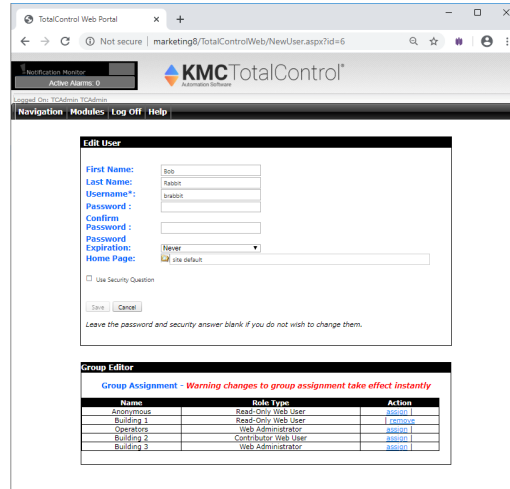 TotalControl Web Portal
Not secure | marketing8/TotalControlWeb/NewUser.aspx?id=6
Notification Monitor
Active Alarms: 0
KMC TotalControl
Automation Software
Logged On: TCAdmin TCAdmin
Navigation Modules Log Off Help
Edit User
First Name: Bob
Last Name: Rabbit
Username*: brabbit
Password :
Confirm
Password :
Password
Expiration: Never
Home Page: site default
Use Security Question
Save Cancel
Leave the password and security answer blank if you do not wish to change them.
Group Editor
Group Assignment - Warning changes to group assignment take effect instantly
Name Role Type Action
Anonymous Read-Only Web User assign |
Building 1 Read-Only Web User | remove
Operators Web Administrator assign |
Building 2 Contributor Web User assign |
Building 3 Web Administrator assign |